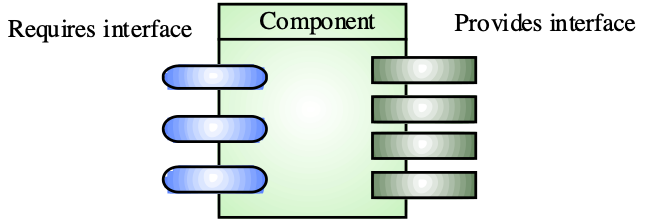 Requires interface
Component
Provides interface